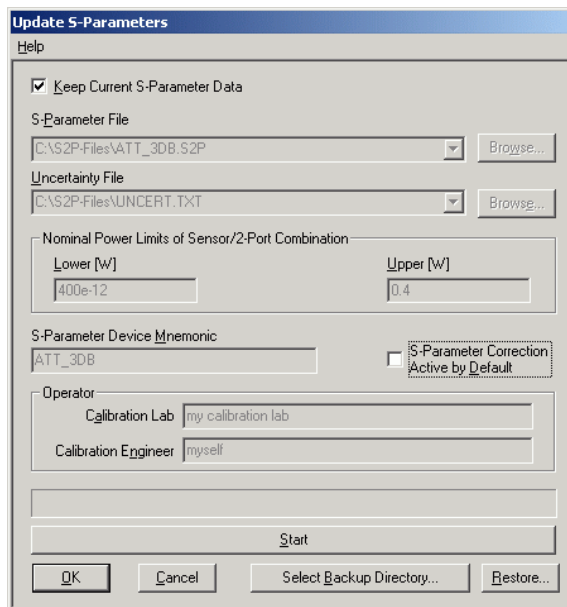 Update S-Parameters
Help
Keep Current S-Parameter Data
S-Parameter File
C:\S2P-Files\ATT_3DB.S2P
Browse...
Uncertainty File
C:\S2P-Files\UNCERT.TXT
Browse...
Nominal Power Limits of Sensor/2-Port Combination
Lower [W]
Upper [W]
400e-12
0.4
S-Parameter Device Mnemonic
ATT_3DB
S-Parameter Correction
Active by Default
Operator
Calibration Lab
my calibration lab
Calibration Engineer
myself
Start
OK
Cancel
Select Backup Directory...
Restore...